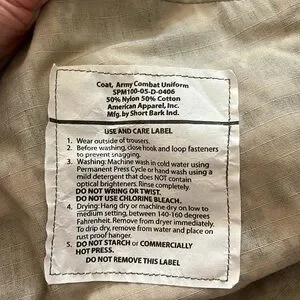 Coat, Army Combat Uniform
SPM100-05-D-0406
50% Nylon 50% Cotton
American Apparel, Inc.
Mfg. by Short Bark Ind.
USE AND CARE LABEL
1. Wear outside of trousers.
2. Before washing, close hook and loop fasteners
to prevent snagging.
3. Washing: Machine wash in cold water using
Permanent Press Cycle or hand wash using a
mild detergent that does NOT contain
optical brighteners. Rinse completely.
DO NOT WRING OR TWIST.
DO NOT USE CHLORINE BLEACH.
4. Drying: Hang dry or machine dry on low to
medium setting, between 140-160 degrees
Fahrenheit. Remove from dryer immediately.
To drip dry, remove from water and place on
rust proof hanger.
5. DO NOT STARCH or COMMERCIALLY
HOT PRESS.
DO NOT REMOVE THIS LABEL